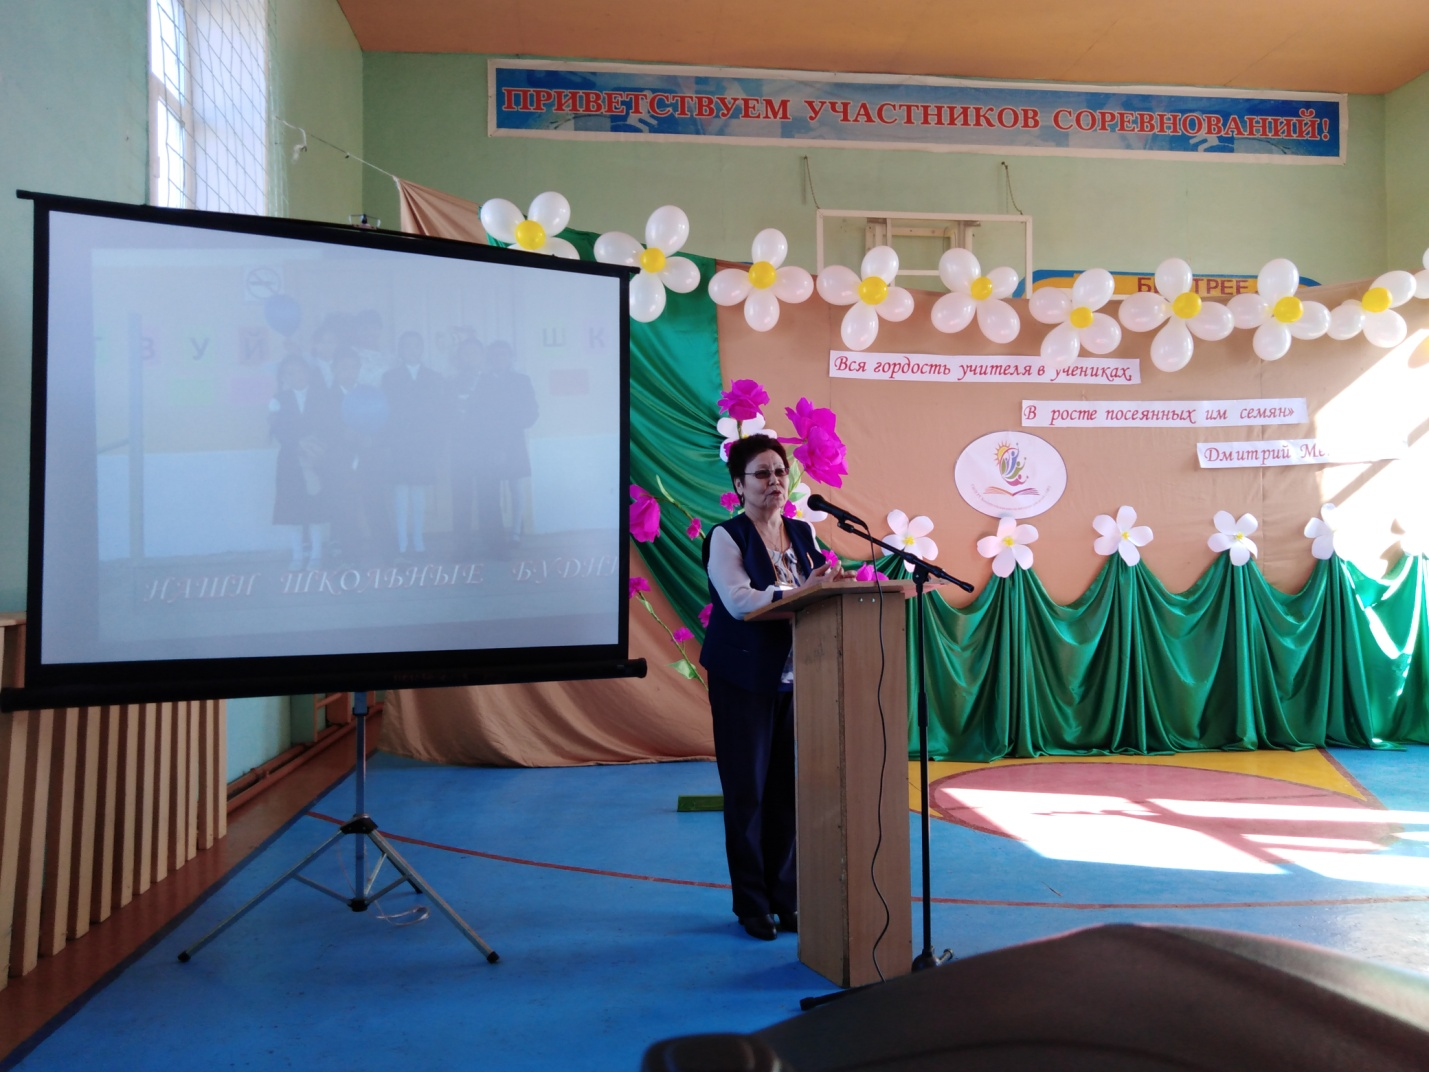 ПРИВЕТСТВУЕМ УЧАСТНИКОВ СОРЕВНОВАНИЙ!
Вся гордость учителя в учениках,
В росте посеянных им семян»
Дмитрий
В У Й Ш К
НАШИ ШКОЛЬНЫЕ БУДНИ